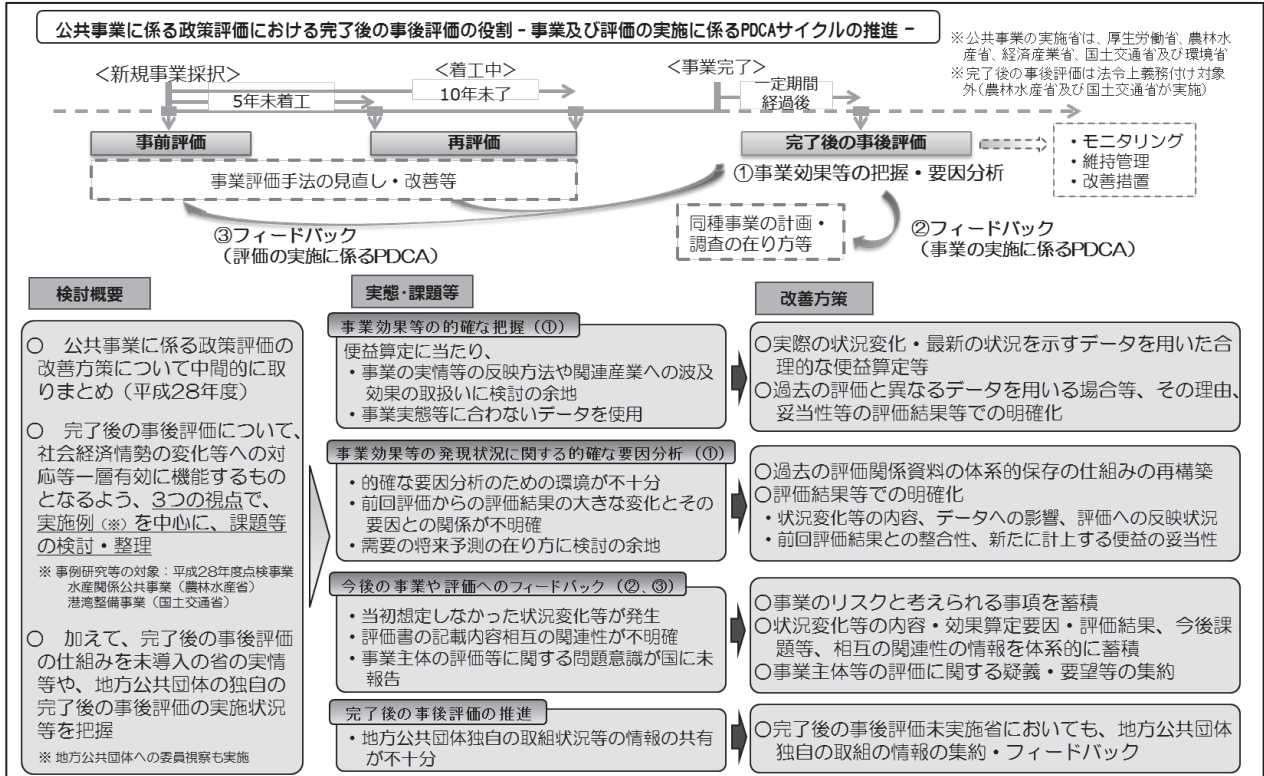 公共事業に係る政策評価における完了後の事後評価の役割 - 事業及び評価の実施に係るPDCAサイクルの推進 -
※公共事業の実施省は、厚生労働省、農林水
産省、経済産業省、国土交通省及び環境省
※完了後の事後評価は法令上義務付け対象
外(農林水産省及び国土交通省が実施)
<新規事業採択>
<着工中>
<事業完了>
5年未着工
10年未了
一定期間
経過後
事前評価
再評価
完了後の事後評価
・モニタリング
・維持管理
・改善措置
事業評価手法の見直し・改善等
①事業効果等の把握・要因分析
同種事業の計画・
調査の在り方等
②フィードバック
(事業の実施に係るPDCA)
③フィードバック
(評価の実施に係るPDCA)
検討概要
○ 公共事業に係る政策評価の
改善方策について中間的に取
りまとめ(平成28年度)
○ 完了後の事後評価について、
社会経済情勢の変化等への対
応等一層有効に機能するもの
となるよう、3つの視点で、
実施例(※)を中心に、課題等
の検討・整理
※ 事例研究等の対象:平成28年度点検事業
水産関係公共事業(農林水産省)
港湾整備事業(国土交通省)
○ 加えて、完了後の事後評価
の仕組みを未導入の省の実情
等や、地方公共団体の独自の
完了後の事後評価の実施状況
等を把握
※ 地方公共団体への委員視察も実施
実態・課題等
事業効果等の的確な把握(①)
便益算定に当たり、
・事業の実情等の反映方法や関連産業への波及
効果の取扱いに検討の余地
・事業実態等に合わないデータを使用
事業効果等の発現状況に関する的確な要因分析(①)
・的確な要因分析のための環境が不十分
・前回評価からの評価結果の大きな変化とその
要因との関係が不明確
・需要の将来予測の在り方に検討の余地
今後の事業や評価へのフィードバック(②、③)
・当初想定しなかった状況変化等が発生
・評価書の記載内容相互の関連性が不明確
・事業主体の評価等に関する問題意識が国に未
報告
完了後の事後評価の推進
・地方公共団体独自の取組状況等の情報の共有
が不十分
改善方策
○実際の状況変化・最新の状況を示すデータを用いた合
理的な便益算定等
○過去の評価と異なるデータを用いる場合等、その理由、
妥当性等の評価結果等での明確化
○過去の評価関係資料の体系的保存の仕組みの再構築
○評価結果等での明確化
・状況変化等の内容、データへの影響、評価への反映状況
・前回評価結果との整合性、新たに計上する便益の妥当性
○事業のリスクと考えられる事項を蓄積
○状況変化等の内容・効果算定要因・評価結果、今後課
題等、相互の関連性の情報を体系的に蓄積
○事業主体等の評価に関する疑義・要望等の集約
○完了後の事後評価未実施省においても、地方公共団体
独自の取組の情報の集約・フィードバック